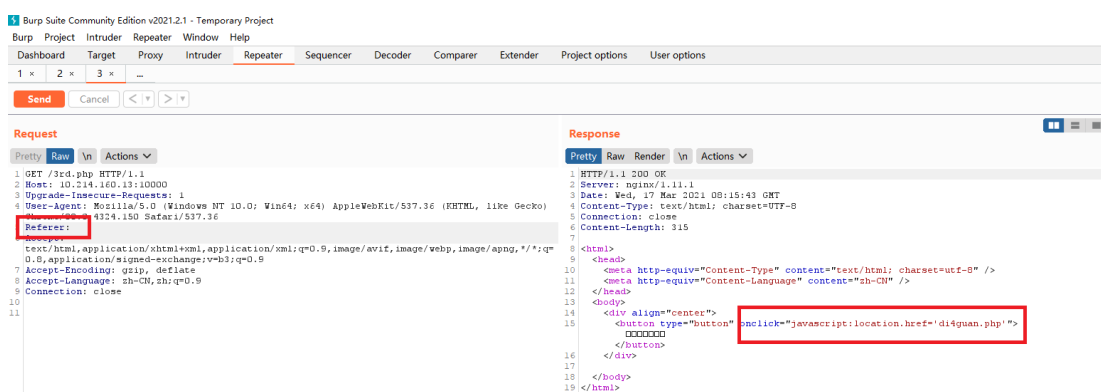 Burp Suite Community Edition v2021.2.1 - Temporary Project
Burp Project Intruder Repeater Window Help
Dashboard Target Proxy Intruder Repeater Sequencer Decoder Comparer Extender Project options User options
1 × 2 × 3 × ...
Send Cancel < >
Request
Pretty Raw \n Actions
1 GET /3rd.php HTTP/1.1
2 Host: 10.214.160.13:10000
3 Upgrade-Insecure-Requests: 1
4 User-Agent: Mozilla/5.0 (Windows NT 10.0; Win64; x64) AppleWebKit/537.36 (KHTML, like Gecko)
4324.150 Safari/537.36
Referer:
text/html,application/xhtml+xml,application/xml;q=0.9,image/avif,image/webp,image/apng,*/*;q=
0.8,application/signed-exchange;v=b3;q=0.9
7 Accept-Encoding: gzip, deflate
8 Accept-Language: zh-CN,zh;q=0.9
9 Connection: close
10
11
Response
Pretty Raw Render \n Actions
1 HTTP/1.1 200 OK
2 Server: nginx/1.11.1
3 Date: Wed, 17 Mar 2021 08:15:43 GMT
4 Content-Type: text/html; charset=UTF-8
5 Connection: close
6 Content-Length: 315
7
8 <html>
9 <head>
10 <meta http-equiv="Content-Type" content="text/html; charset=utf-8" />
11 <meta http-equiv="Content-Language" content="zh-CN" />
12 </head>
13 <body>
14 <div align="center">
15 <button type="button" onclick="javascript:location.href='di4guan.php'">
□□□□□□□
</button>
16 </div>
17
18 </body>
19 </html>